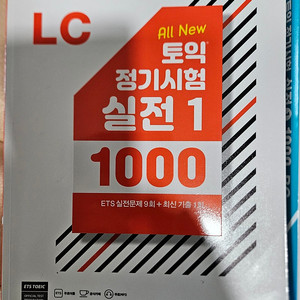 LC
All New
토익
정기시험
실전 1
1000
ETS 실전문제 9회 + 최신 기출 1회
ETS TOEIC